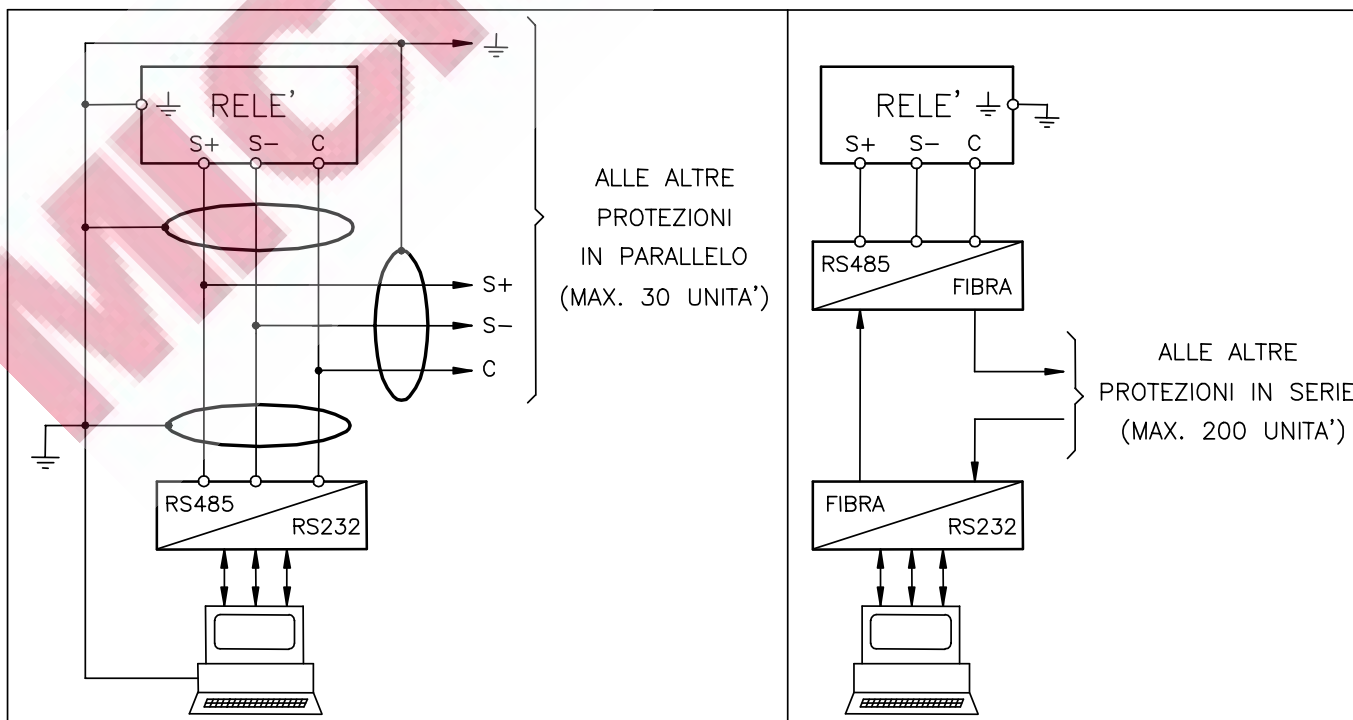 RELE'
S+ S- C
ALLE ALTRE
PROTEZIONI
IN PARALLELO
(MAX. 30 UNITA')
S+
S-
C
RS485
RS232
RELE'
S+ S- C
RS485
FIBRA
ALLE ALTRE
PROTEZIONI IN SERIE
(MAX. 200 UNITA')
FIBRA
RS232